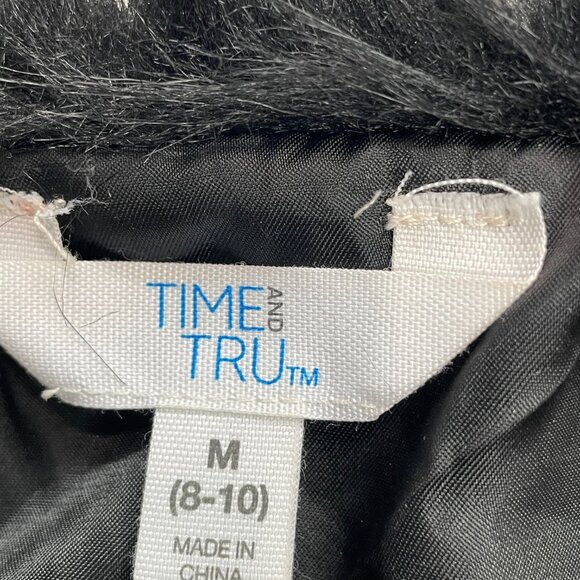 TIME AND
TRU™
M
(8-10)
MADE IN
CHINA